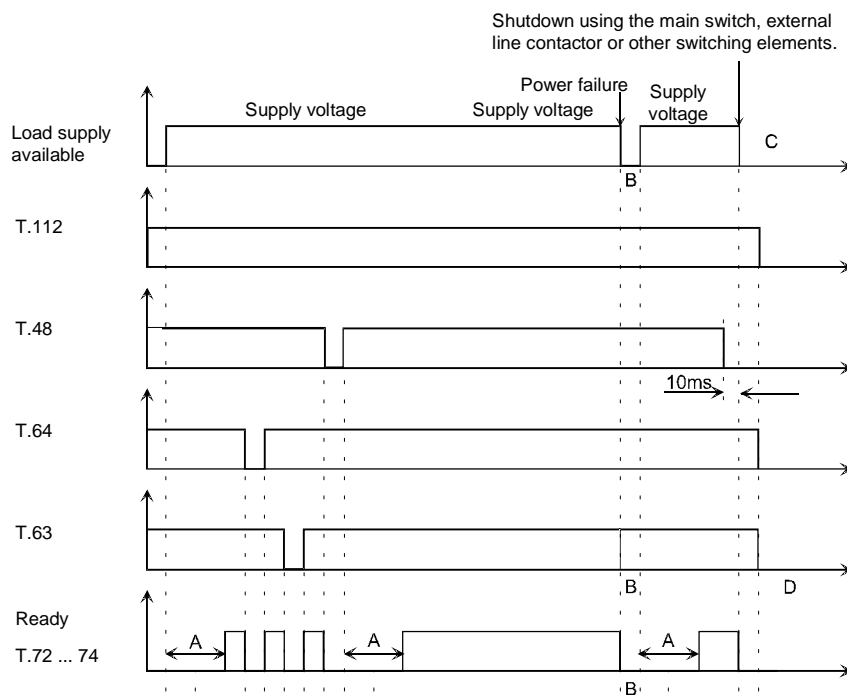 Shutdown using the main switch, external
line contactor or other switching elements.
Power failure
Supply voltage
Supply voltage
Supply
voltage
Load supply
available
C
B
T.112
T.48
10ms
T.64
T.63
B
D
Ready
T.72 ... 74
A
A
A
B